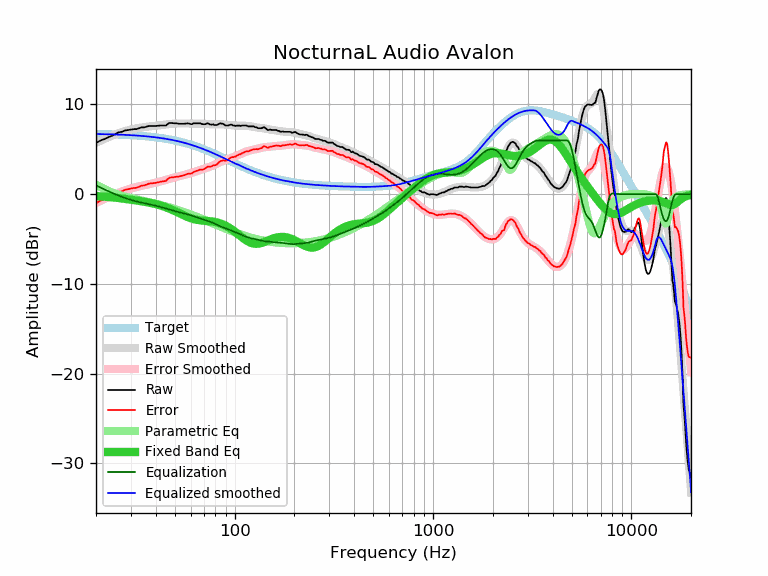 NocturnaL Audio Avalon
Amplitude (dBr)
10
0
−10
−20
−30
Target
Raw Smoothed
Error Smoothed
Raw
Error
Parametric Eq
Fixed Band Eq
Equalization
Equalized smoothed
100
1000
10000
Frequency (Hz)